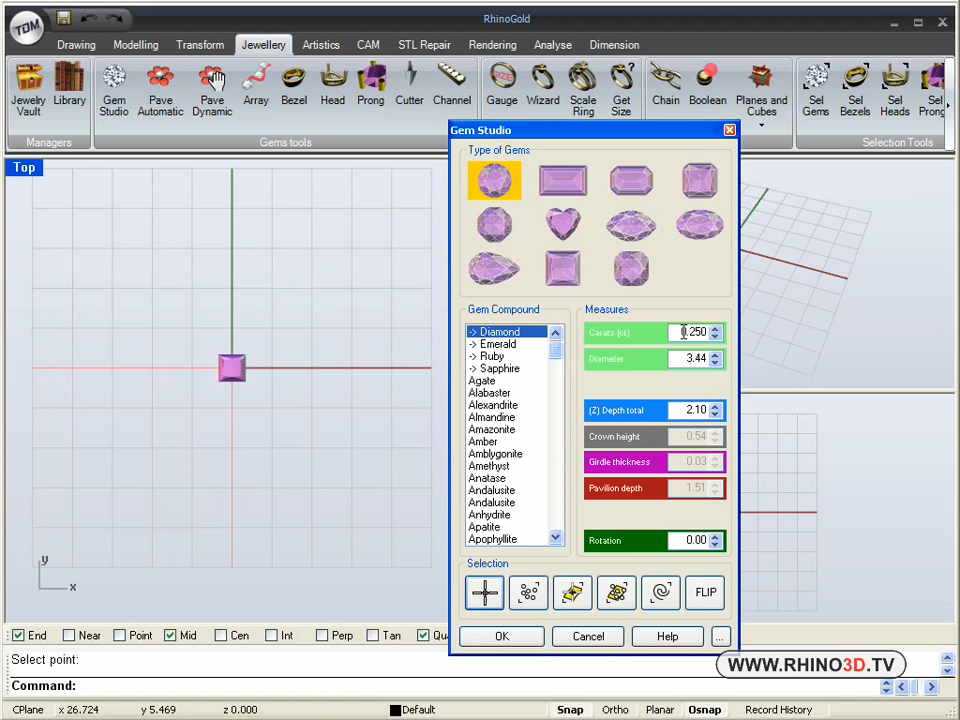 TDM
RhinoGold
Drawing Modelling Transform Jewellery Artistics CAM STL Repair Rendering Analyse Dimension
Jewelry Vault
Library
Gem Studio
Pave Automatic
Pave Dynamic
Array
Bezel
Head
Prong
Cutter
Channel
SIZE
Gauge
Wizard
Scale Ring
Get Size
Chain
Boolean
Planes and Cubes
Sel Gems
Sel Bezels
Sel Heads
Sel Prong
Managers
Gems tools
Selection Tools
Gem Studio
Top
Type of Gems
Gem Compound
-> Diamond
-> Emerald
-> Ruby
-> Sapphire
Agate
Alabaster
Alexandrite
Almandine
Amazonite
Amber
Amblygonite
Amethyst
Anatase
Andalusite
Andalusite
Anhydrite
Apatite
Apophyllite
Measures
Carats (ct) 0.250
Diameter 3.44
(Z) Depth total 2.10
Crown height 0.54
Girdle thickness 0.03
Pavilion depth 1.51
Rotation 0.00
Selection
FLIP
OK Cancel Help ...
y
x
End Near Point Mid Cen Int Perp Tan Qu
Select point:
Command:
WWW.RHINO3D.TV
CPlane x 26.724 y 5.469 z 0.000 Default Snap Ortho Planar Osnap Record History